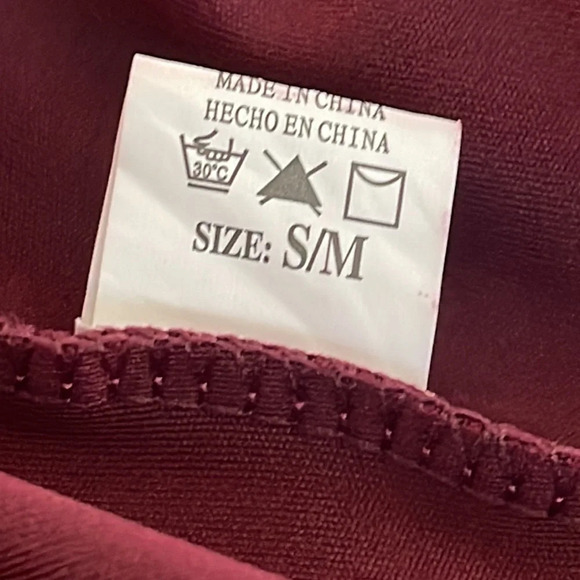 MADE IN CHINA
HECHO EN CHINA
30°C
SIZE: S/M